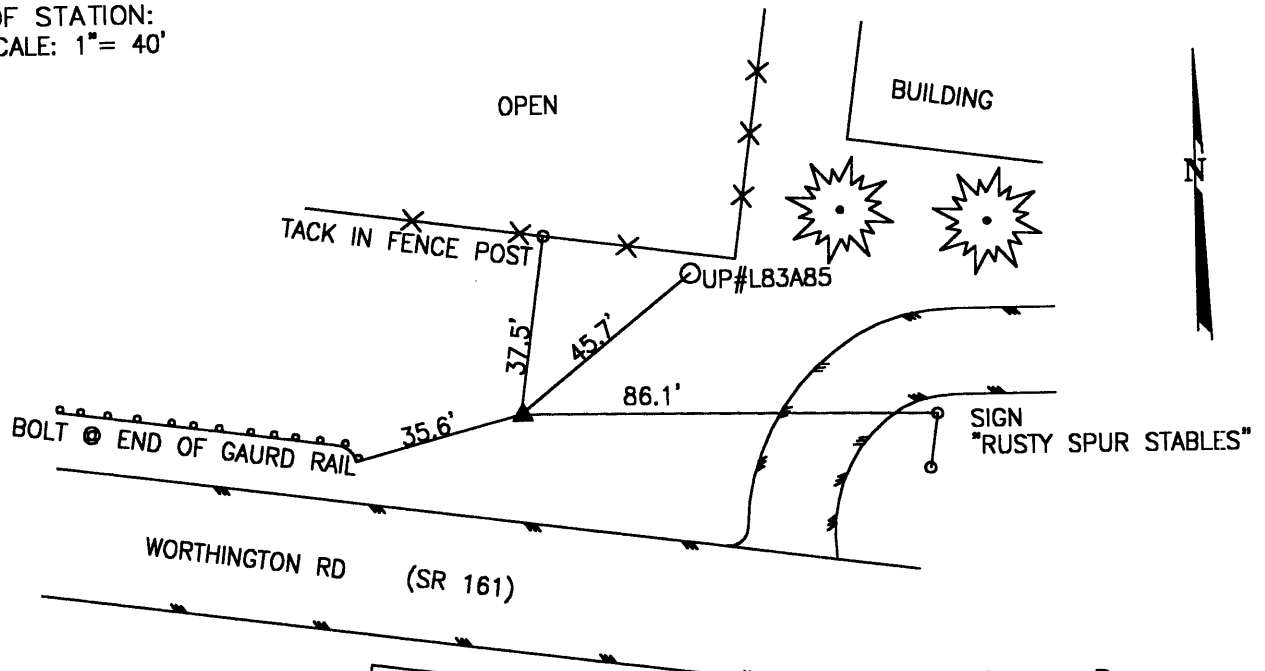 OF STATION:
CALE: 1"= 40'
OPEN
BUILDING
N
TACK IN FENCE POST
UP#L83A85
37.5'
45.7'
86.1'
35.6'
SIGN
"RUSTY SPUR STABLES"
BOLT @ END OF GAURD RAIL
WORTHINGTON RD (SR 161)